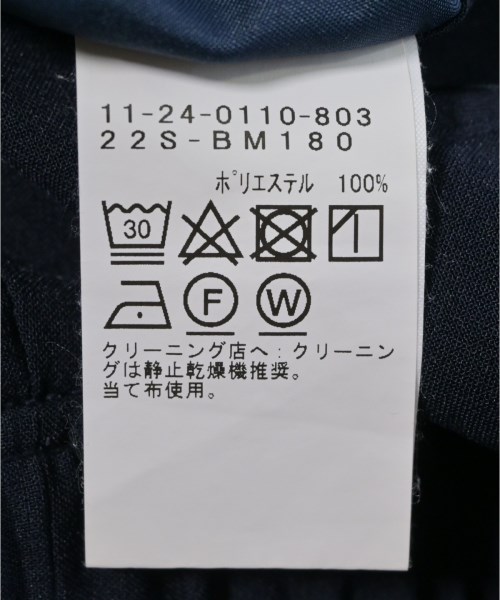 11-24-0110-803
22S-BM180
ﾎﾟﾘｴｽﾃﾙ 100%
30
F W
クリーニング店へ：クリーニン
グは静止乾燥機推奨。
当て布使用。